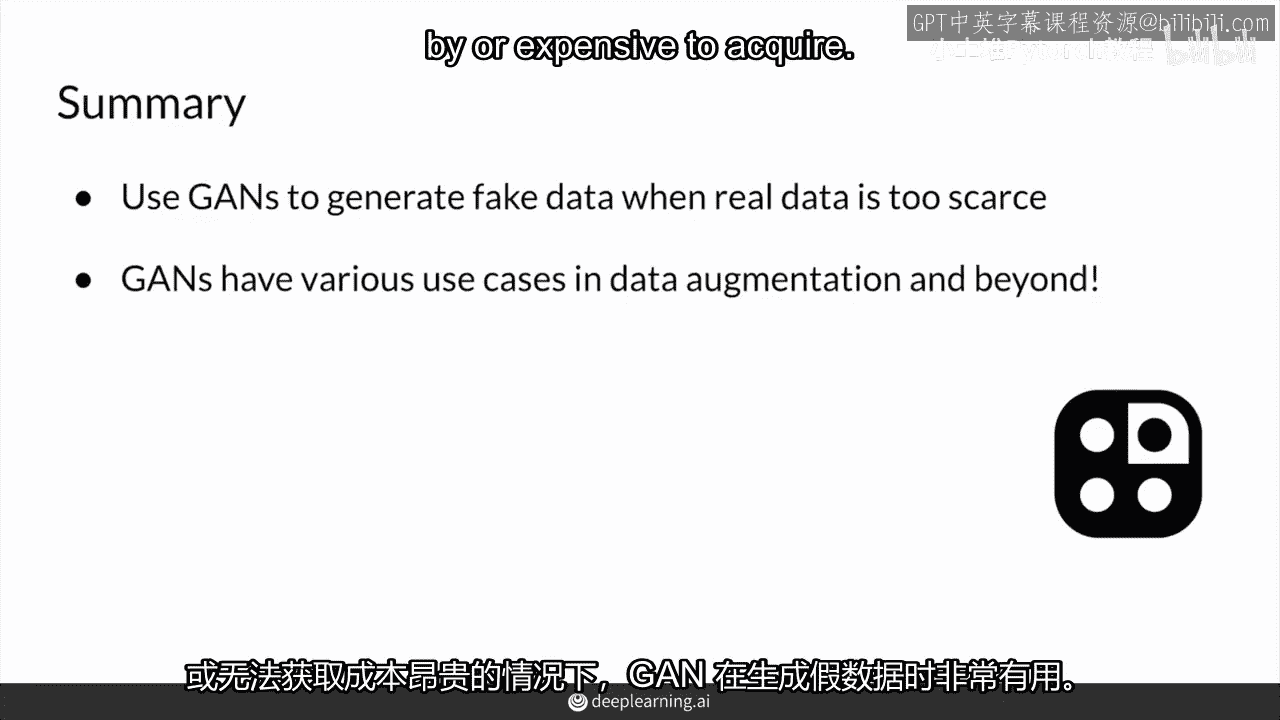 GPT中英字幕课程资源@bilibili.com
by or expensive to acquire.
bilibili
Summary
● Use GANs to generate fake data when real data is too scarce
● GANs have various use cases in data augmentation and beyond!
或无法获取成本昂贵的情况下，GAN 在生成假数据时非常有用。
deeplearning.ai